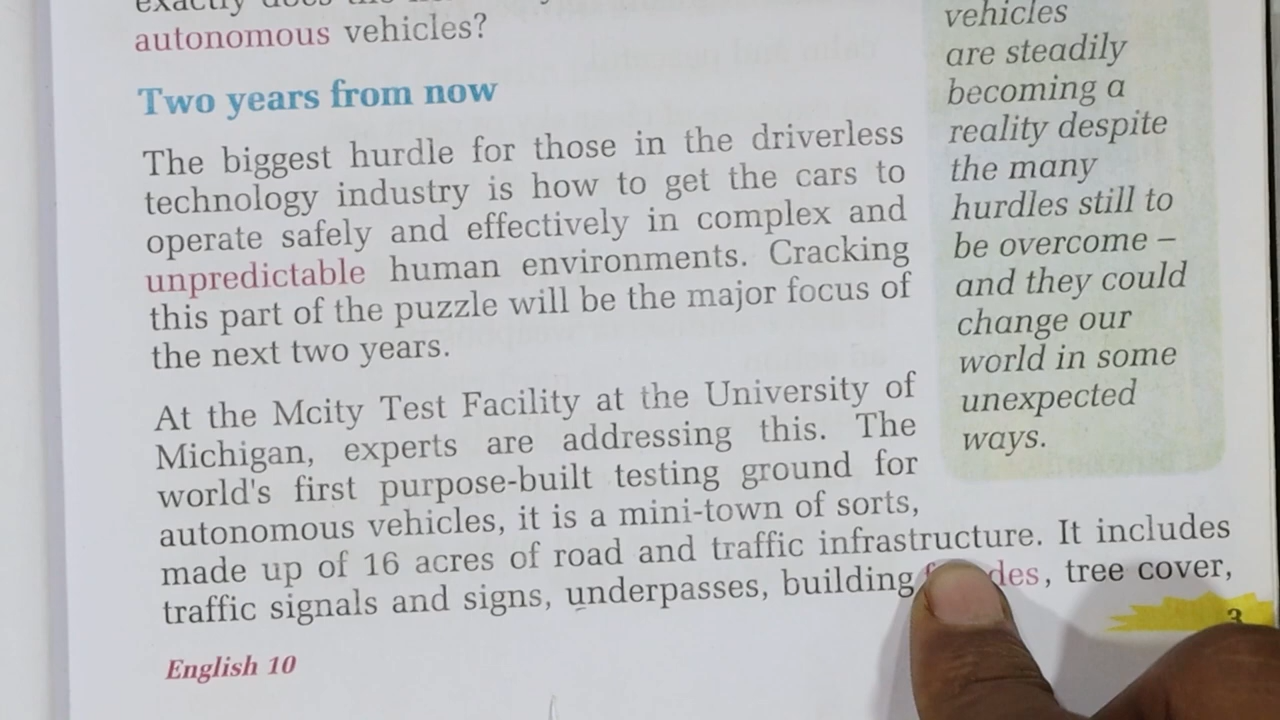 autonomous vehicles?
Two years from now
The biggest hurdle for those in the driverless
technology industry is how to get the cars to
operate safely and effectively in complex and
unpredictable human environments. Cracking
this part of the puzzle will be the major focus of
the next two years.
At the Mcity Test Facility at the University of
Michigan, experts are addressing this. The
world's first purpose-built testing ground for
autonomous vehicles, it is a mini-town of sorts,
made up of 16 acres of road and traffic infrastructure. It includes
traffic signals and signs, underpasses, building , tree cover,
English 10
vehicles
are steadily
becoming a
reality despite
the many
hurdles still to
be overcome –
and they could
change our
world in some
unexpected
ways.
3